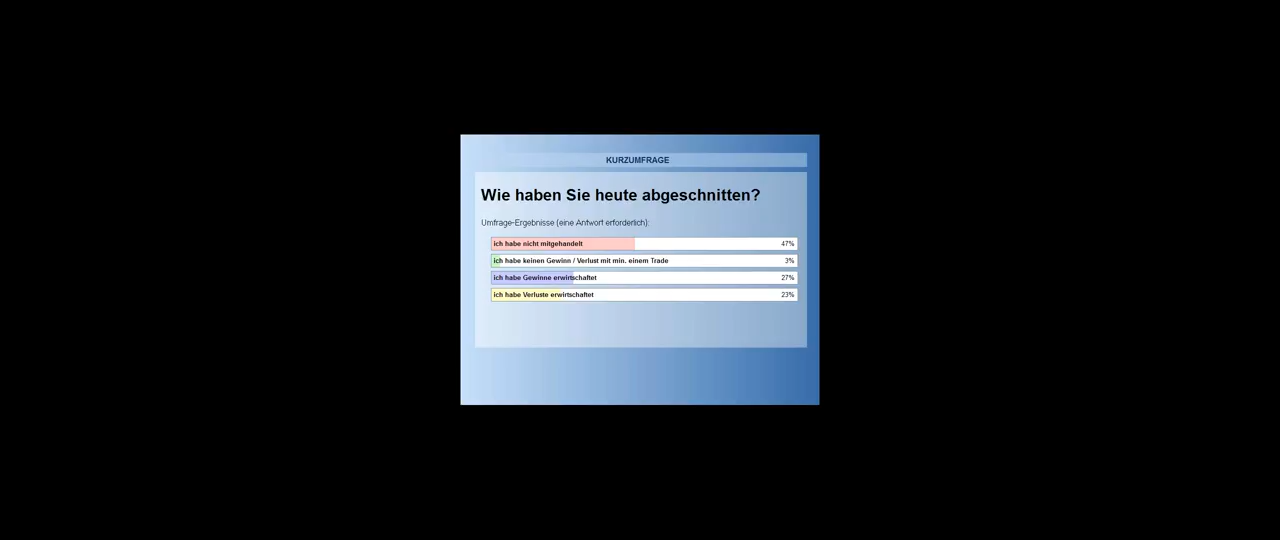 KURZUMFRAGE
Wie haben Sie heute abgeschnitten?
Umfrage-Ergebnisse (eine Antwort erforderlich):
ich habe nicht mitgehandelt 47%
ich habe keinen Gewinn / Verlust mit min. einem Trade 3%
ich habe Gewinne erwirtschaftet 27%
ich habe Verluste erwirtschaftet 23%